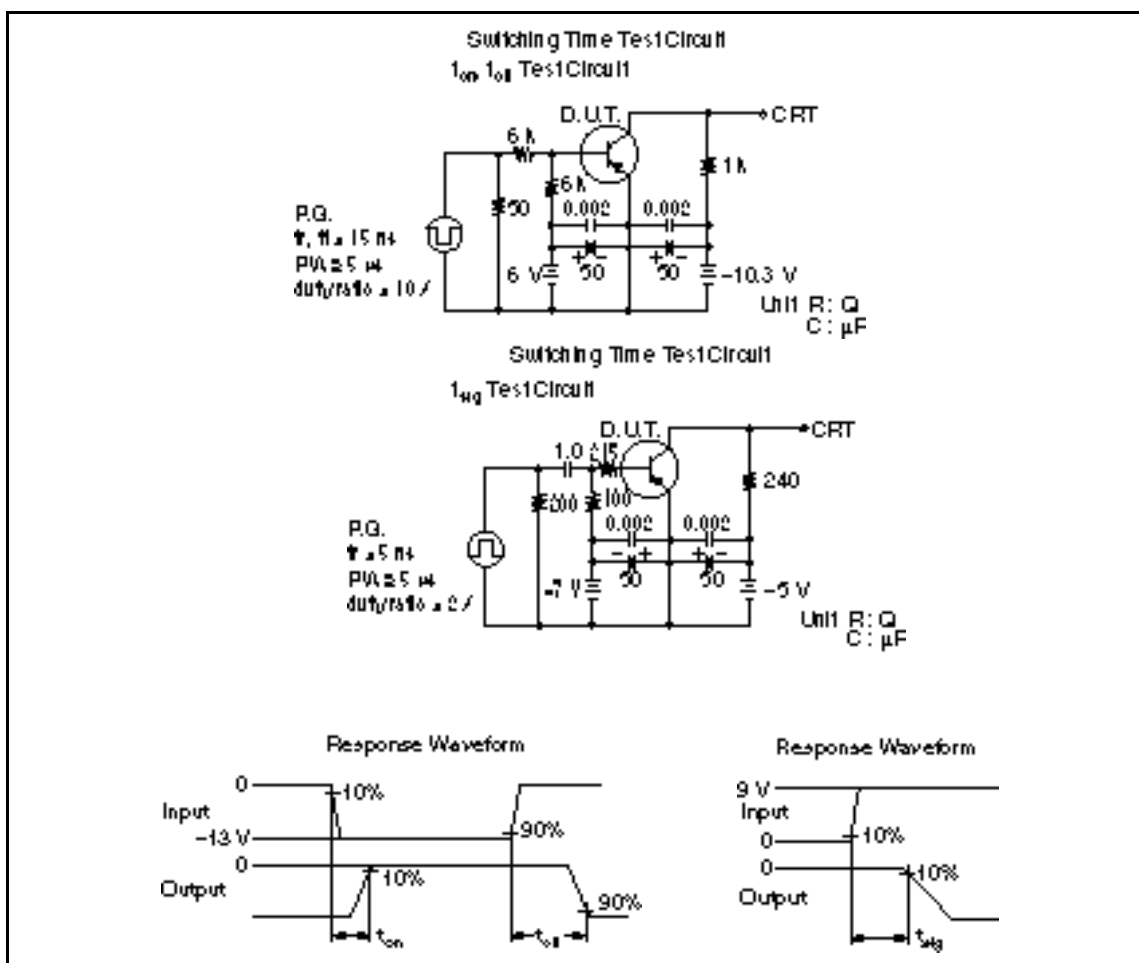 Switching Time Test Circuit
ton, toff Test Circuit
D.U.T.
CRT
6 k
1 k
6 k
50
0.002 0.002
P.G.
tr, tf ≤ 15 ns
PW ≥ 5 μs
duty ratio ≤ 10%
+ − + −
50 50
6 V
−10.3 V
Unit R: Ω
C: μF
Switching Time Test Circuit
tstg Test Circuit
D.U.T.
CRT
1.0 215
240
200 100
0.002 0.002
P.G.
tr ≤ 5 ns
PW ≥ 5 μs
duty ratio ≤ 2%
− + + −
50 50
−7 V
−5 V
Unit R: Ω
C: μF
Response Waveform
0
10%
Input
−13 V
90%
0
10%
Output
90%
ton toff
Response Waveform
9 V
Input
10%
0
0
10%
Output
tstg